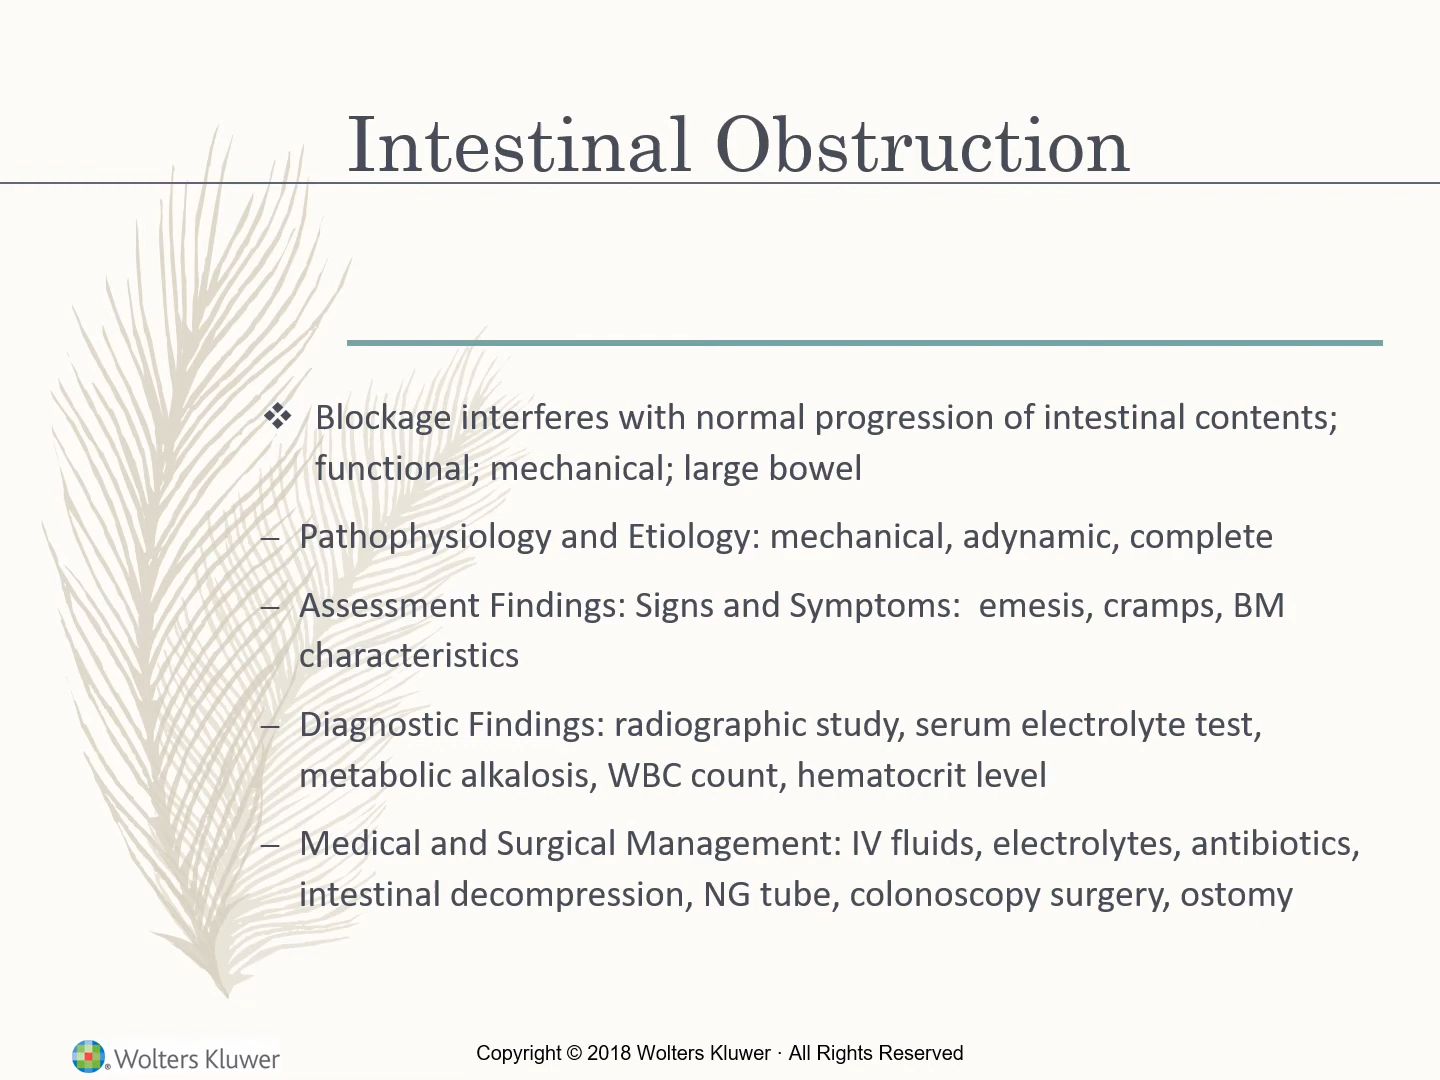 Intestinal Obstruction
❖ Blockage interferes with normal progression of intestinal contents;
functional; mechanical; large bowel
– Pathophysiology and Etiology: mechanical, adynamic, complete
– Assessment Findings: Signs and Symptoms:  emesis, cramps, BM
characteristics
– Diagnostic Findings: radiographic study, serum electrolyte test,
metabolic alkalosis, WBC count, hematocrit level
– Medical and Surgical Management: IV fluids, electrolytes, antibiotics,
intestinal decompression, NG tube, colonoscopy surgery, ostomy
Wolters Kluwer
Copyright © 2018 Wolters Kluwer · All Rights Reserved